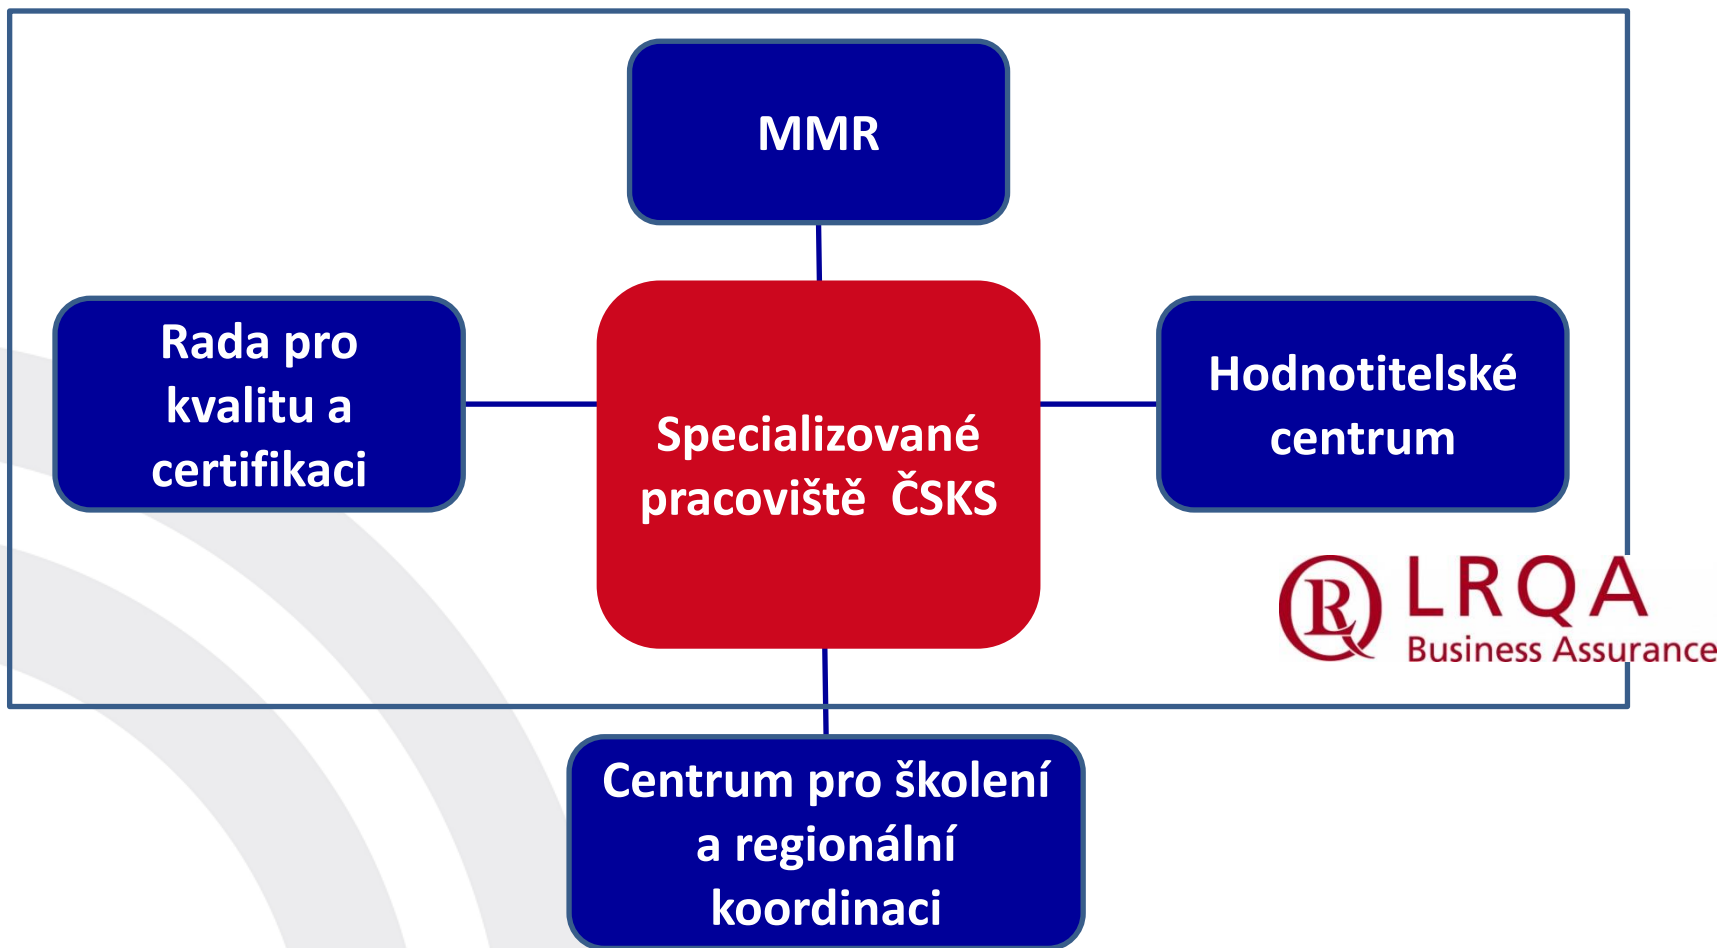 MMR
Rada pro
kvalitu a
certifikaci
Specializované
pracoviště  ČSKS
Hodnotitelské
centrum
LRQA
Business Assurance
Centrum pro školení
a regionální
koordinaci